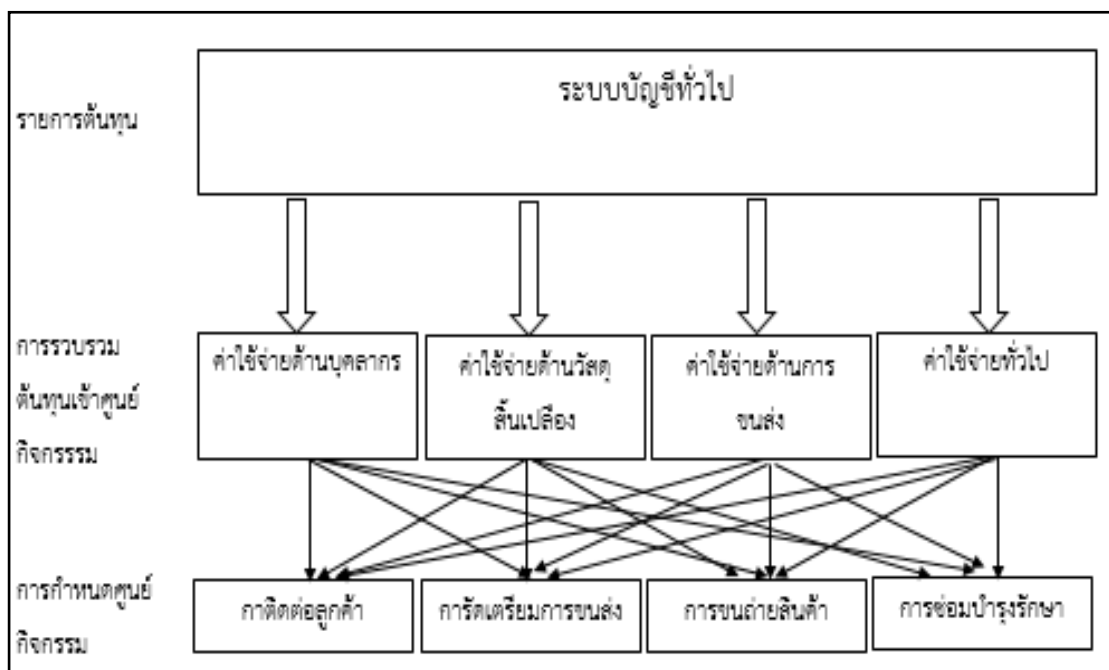 ระบบบัญชีทั่วไป
รายการต้นทุน
การรวบรวม
ต้นทุนเข้าศูนย์
กิจกรรรม
ค่าใช้จ่ายด้านบุคลากร
ค่าใช้จ่ายด้านวัสดุ
สิ้นเปลือง
ค่าใช้จ่ายด้านการ
ขนส่ง
ค่าใช้จ่ายทั่วไป
การกำหนดศูนย์
กิจกรรม
กาติดต่อลูกค้า
การัดเตรียมการขนส่ง
การขนถ่ายสินค้า
การซ่อมบำรุงรักษา